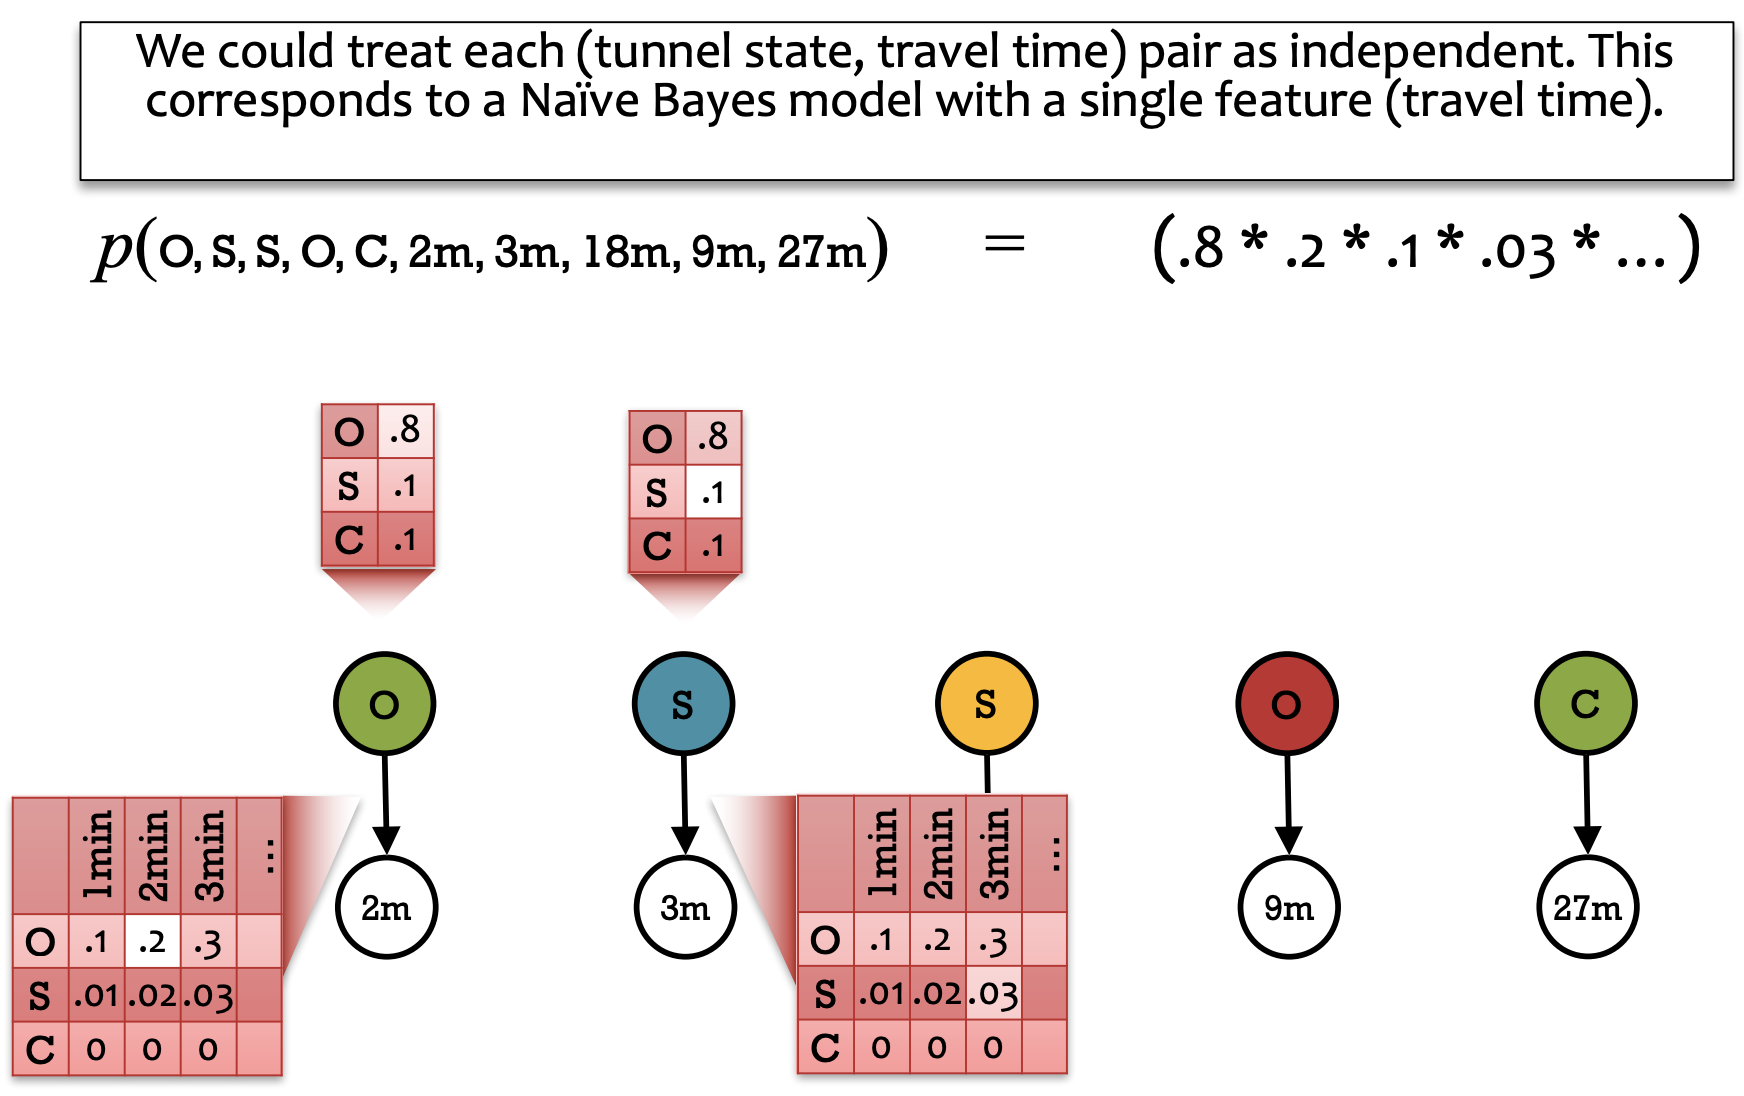 We could treat each (tunnel state, travel time) pair as independent. This
corresponds to a Naïve Bayes model with a single feature (travel time).
p(O, S, S, O, C, 2m, 3m, 18m, 9m, 27m) = (.8 * .2 * .1 * .03 * … )
O .8
S .1
C .1
O .8
S .1
C .1
O
S
S
O
C
1min 2min 3min …
O .1 .2 .3
S .01 .02 .03
C 0 0 0
2m
3m
1min 2min 3min …
O .1 .2 .3
S .01 .02 .03
C 0 0 0
9m
27m